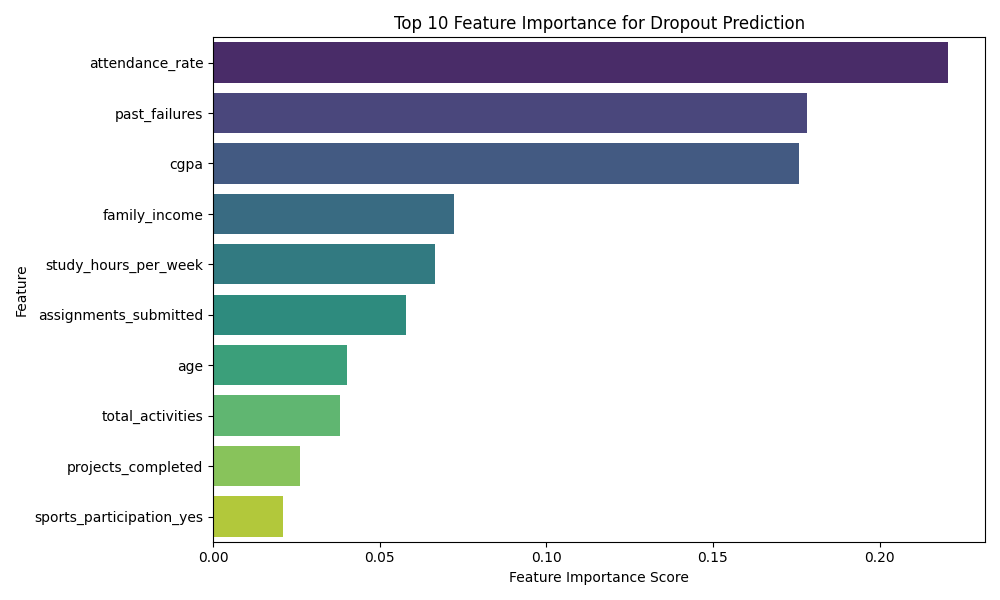 Top 10 Feature Importance for Dropout Prediction
attendance_rate
past_failures
cgpa
family_income
study_hours_per_week
assignments_submitted
age
total_activities
projects_completed
sports_participation_yes
Feature
0.00 0.05 0.10 0.15 0.20
Feature Importance Score